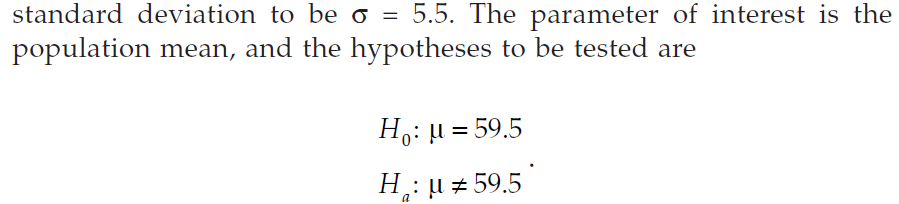 standard deviation to be σ = 5.5. The parameter of interest is the
population mean, and the hypotheses to be tested are
H₀: μ = 59.5
Hₐ: μ ≠ 59.5.